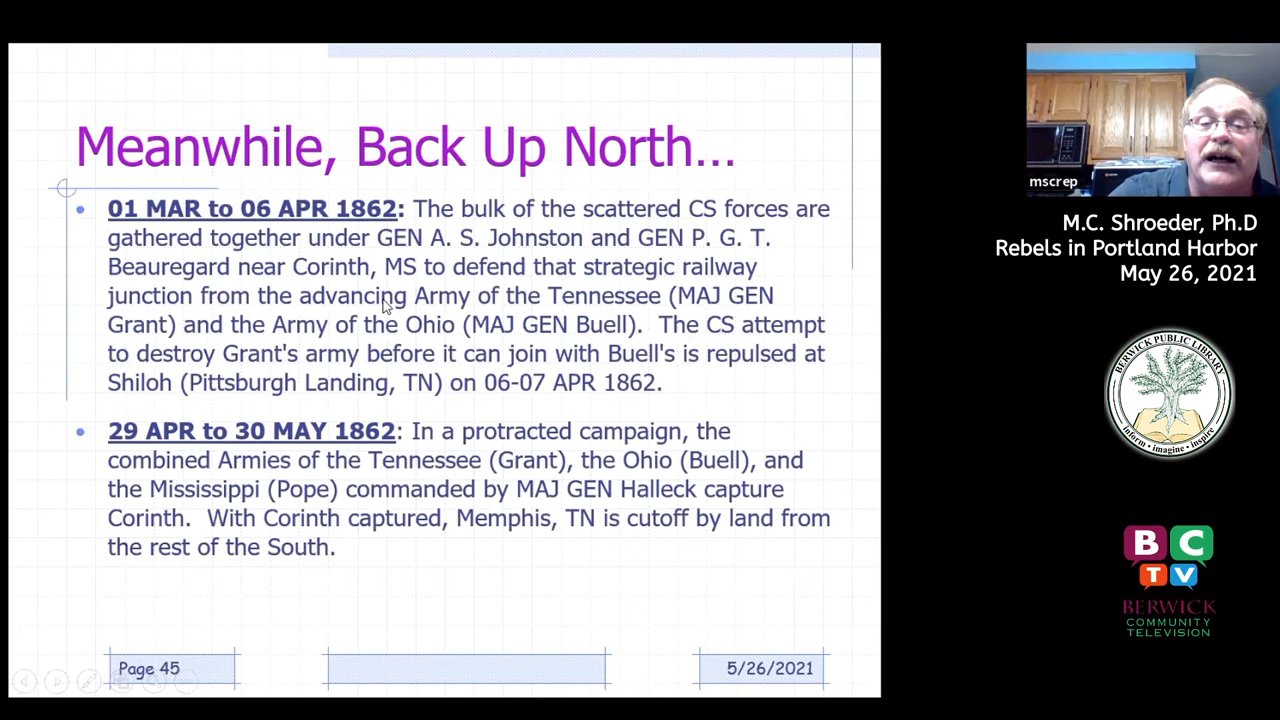 Meanwhile, Back Up North...
01 MAR to 06 APR 1862: The bulk of the scattered CS forces are
gathered together under GEN A. S. Johnston and GEN P. G. T.
Beauregard near Corinth, MS to defend that strategic railway
junction from the advancing Army of the Tennessee (MAJ GEN
Grant) and the Army of the Ohio (MAJ GEN Buell).  The CS attempt
to destroy Grant's army before it can join with Buell's is repulsed at
Shiloh (Pittsburgh Landing, TN) on 06-07 APR 1862.
29 APR to 30 MAY 1862: In a protracted campaign, the
combined Armies of the Tennessee (Grant), the Ohio (Buell), and
the Mississippi (Pope) commanded by MAJ GEN Halleck capture
Corinth.  With Corinth captured, Memphis, TN is cutoff by land from
the rest of the South.
Page 45
5/26/2021
mscrep
M.C. Shroeder, Ph.D
Rebels in Portland Harbor
May 26, 2021
BERWICK PUBLIC LIBRARY
inform • imagine • inspire
BC
TV
BERWICK
COMMUNITY
TELEVISION